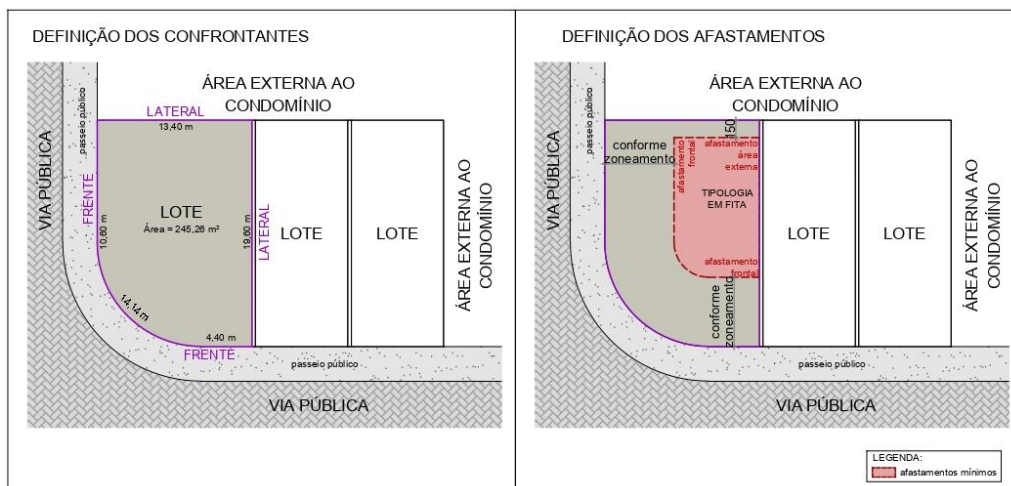 DEFINIÇÃO DOS CONFRONTANTES
ÁREA EXTERNA AO
CONDOMÍNIO
LATERAL
13,40 m
passeio público
VIA PÚBLICA
FRENTE
10,60 m
LOTE
Área = 245,26 m²
19,60 m
LATERAL
LOTE
LOTE
ÁREA EXTERNA AO
CONDOMÍNIO
14,14 m
4,40 m
FRENTE
passeio público
VIA PÚBLICA
DEFINIÇÃO DOS AFASTAMENTOS
ÁREA EXTERNA AO
CONDOMÍNIO
passeio público
VIA PÚBLICA
150
conforme
zoneamento
afastamento
frontal
afastamento
área
externa
TIPOLOGIA
EM FITA
LOTE
LOTE
ÁREA EXTERNA AO
CONDOMÍNIO
afastamento
frontal
conforme
zoneamento
passeio público
VIA PÚBLICA
LEGENDA:
afastamentos mínimos